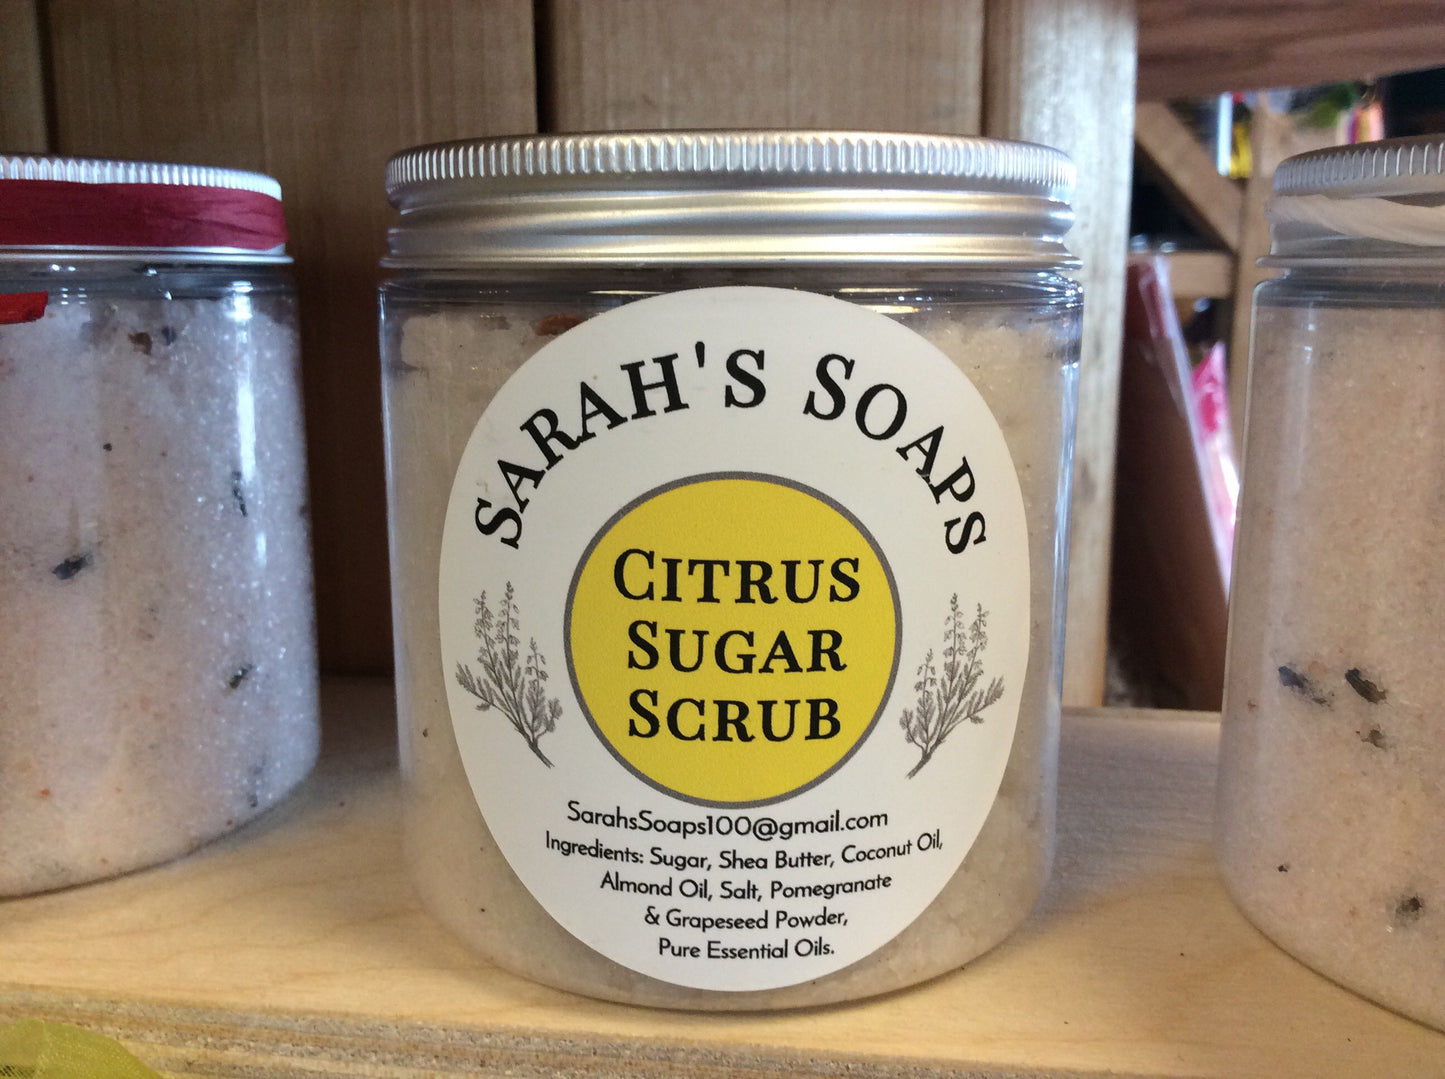 SARAH'S SOAPS
CITRUS
SUGAR
SCRUB
SarahsSoaps100@gmail.com
Ingredients: Sugar, Shea Butter, Coconut Oil,
Almond Oil, Salt, Pomegranate
& Grapeseed Powder,
Pure Essential Oils.